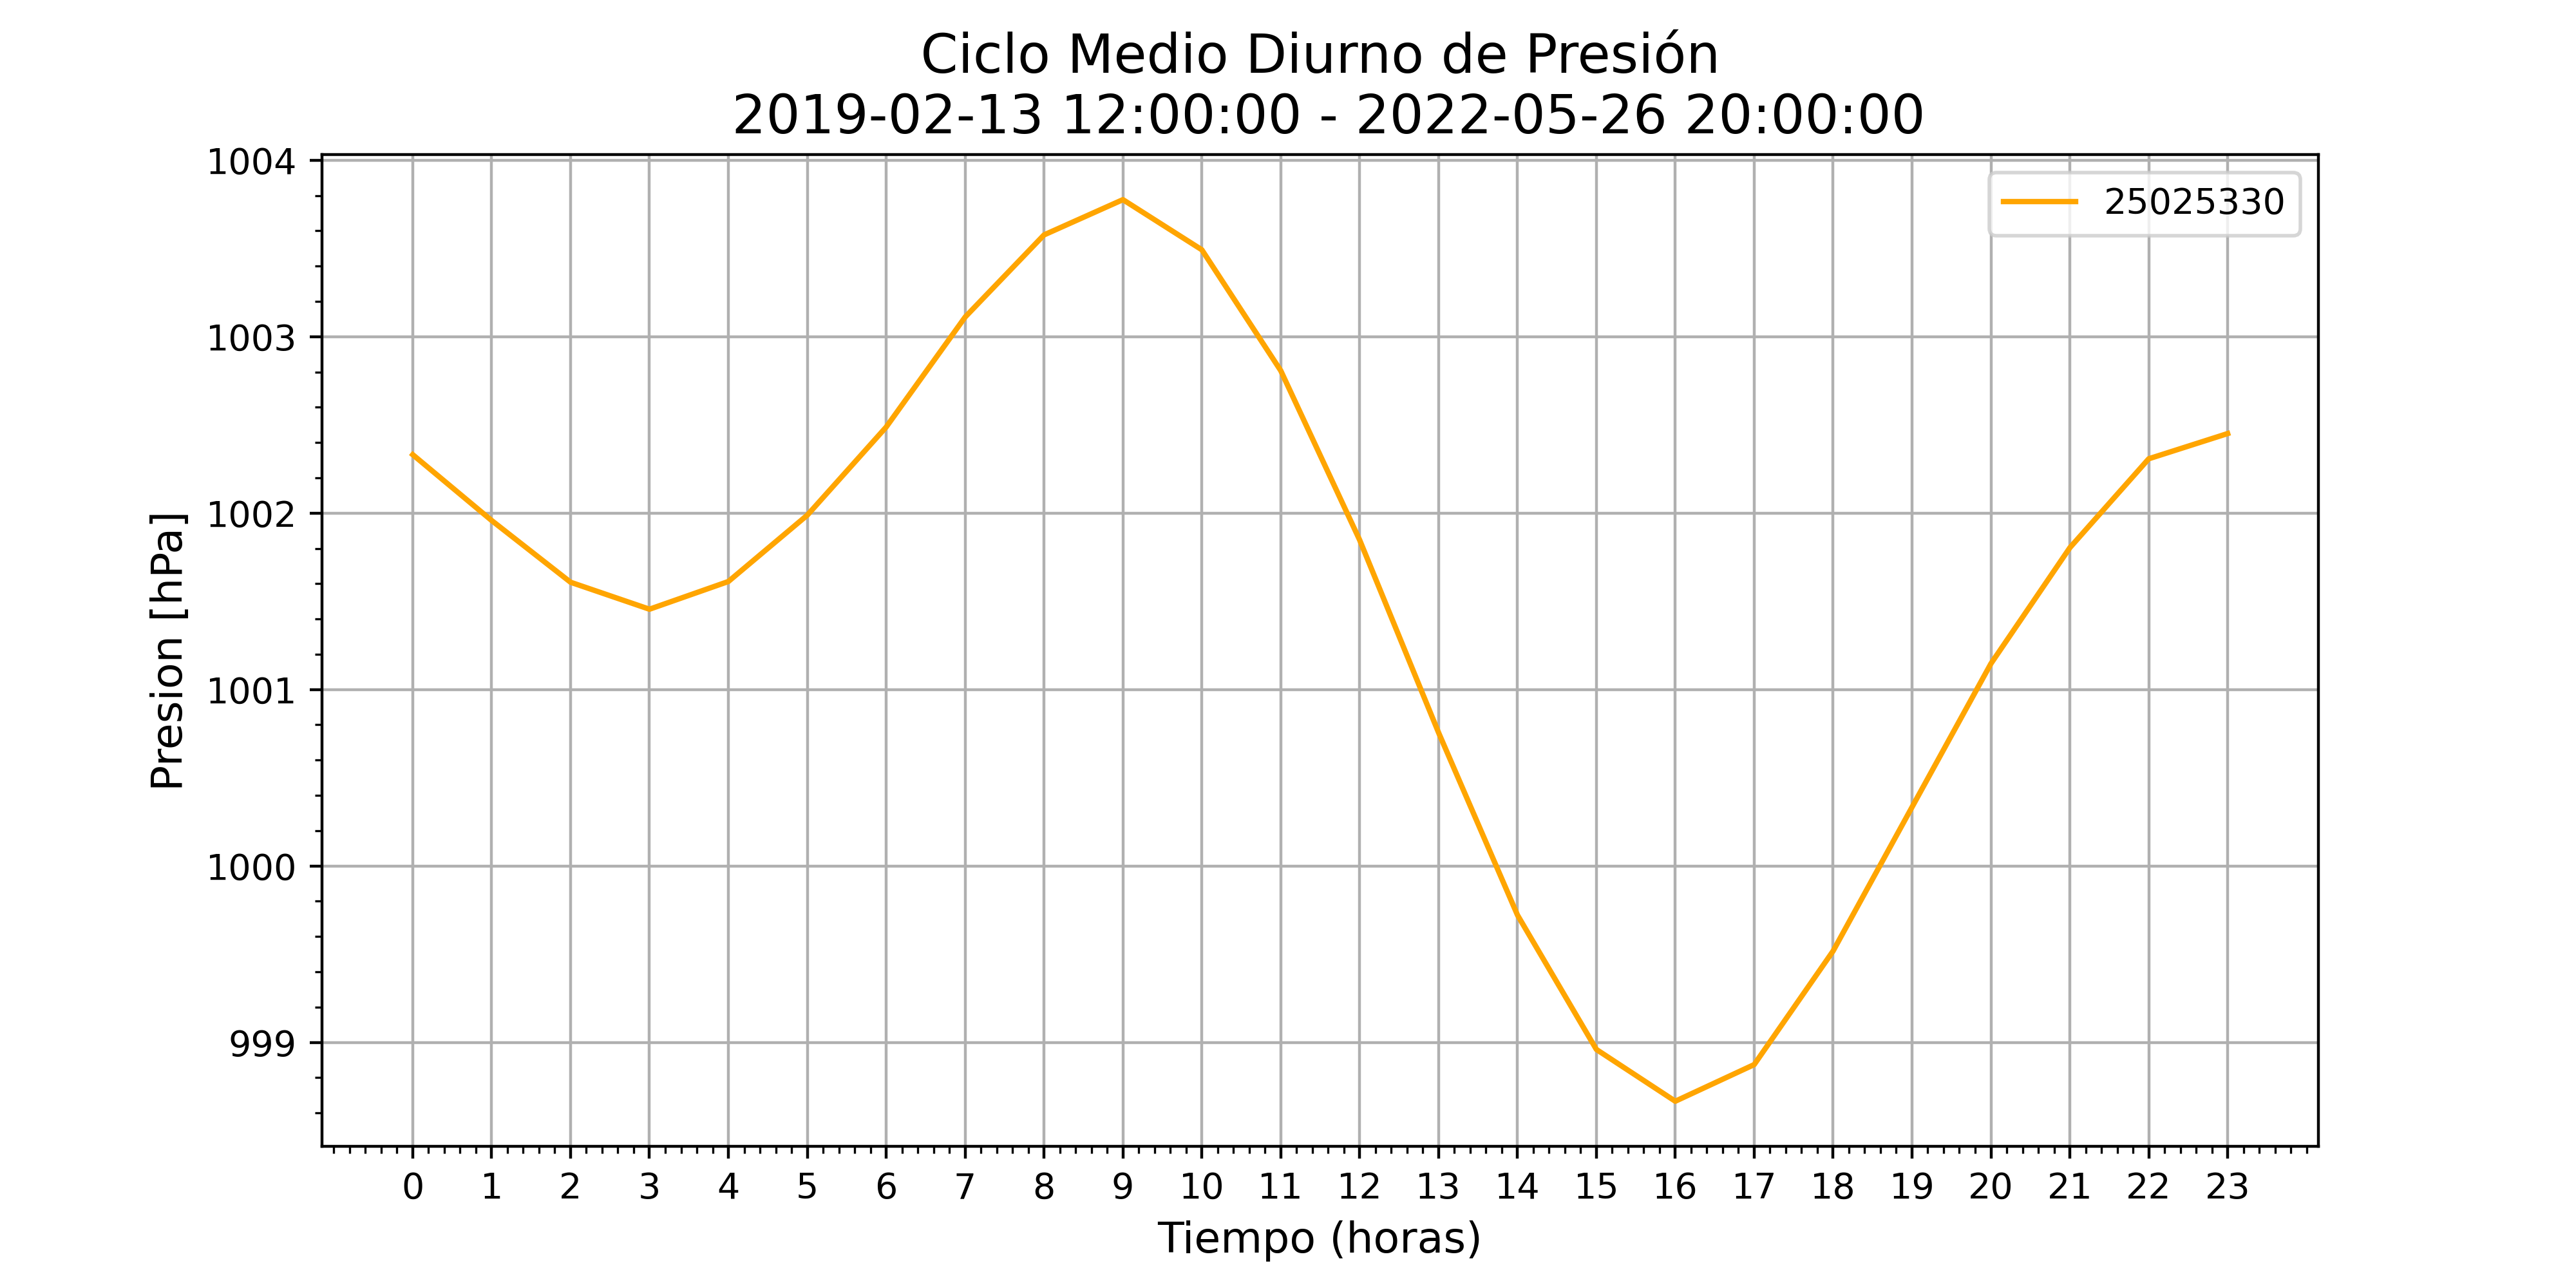 Ciclo Medio Diurno de Presión
2019-02-13 12:00:00 - 2022-05-26 20:00:00
25025330
Presion [hPa]
1004
1003
1002
1001
1000
999
0 1 2 3 4 5 6 7 8 9 10 11 12 13 14 15 16 17 18 19 20 21 22 23
Tiempo (horas)